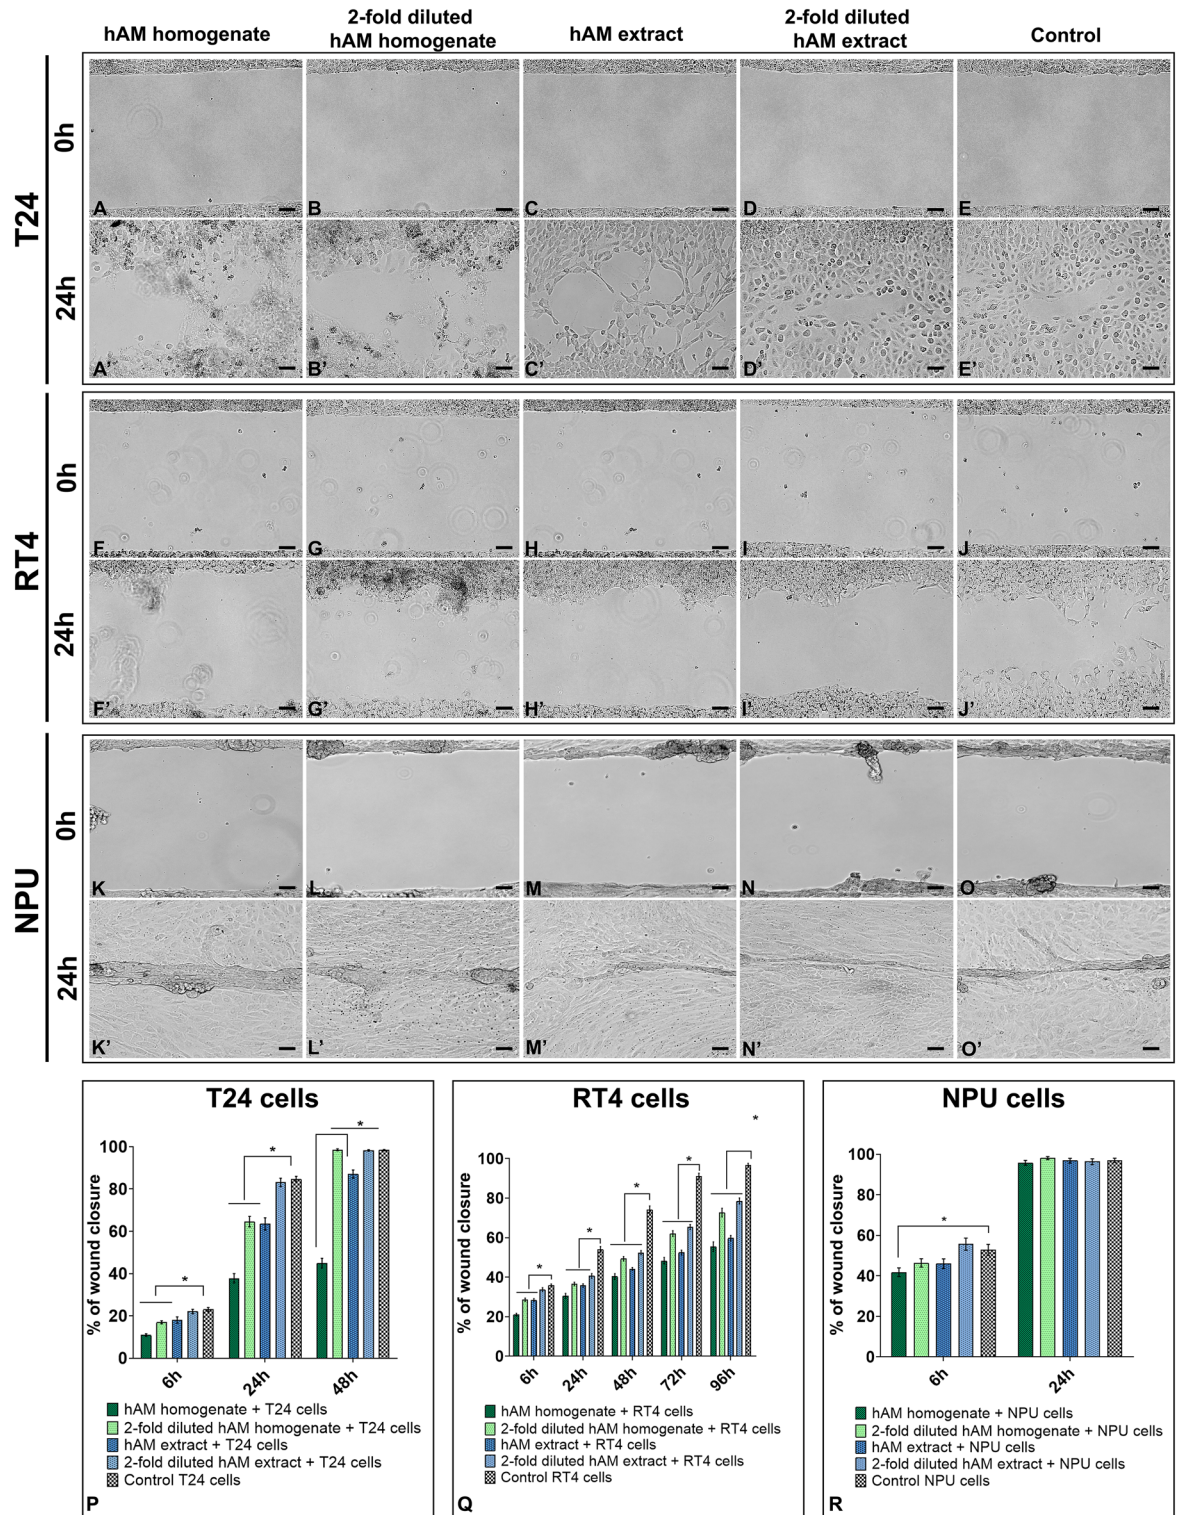 hAM homogenate
2-fold diluted
hAM homogenate
hAM extract
2-fold diluted
hAM extract
Control
T24
0h
A
B
C
D
E
24h
A'
B'
C'
D'
E'
RT4
0h
F
G
H
I
J
24h
F'
G'
H'
I'
J'
NPU
0h
K
L
M
N
O
24h
K'
L'
M'
N'
O'
T24 cells
% of wound closure
100
80
60
40
20
0
*
*
*
6h
24h
48h
hAM homogenate + T24 cells
2-fold diluted hAM homogenate + T24 cells
hAM extract + T24 cells
2-fold diluted hAM extract + T24 cells
Control T24 cells
P
RT4 cells
% of wound closure
100
80
60
40
20
0
*
*
*
*
*
6h
24h
48h
72h
96h
hAM homogenate + RT4 cells
2-fold diluted hAM homogenate + RT4 cells
hAM extract + RT4 cells
2-fold diluted hAM extract + RT4 cells
Control RT4 cells
Q
NPU cells
% of wound closure
100
80
60
40
20
0
*
6h
24h
hAM homogenate + NPU cells
2-fold diluted hAM homogenate + NPU cells
hAM extract + NPU cells
2-fold diluted hAM extract + NPU cells
Control NPU cells
R